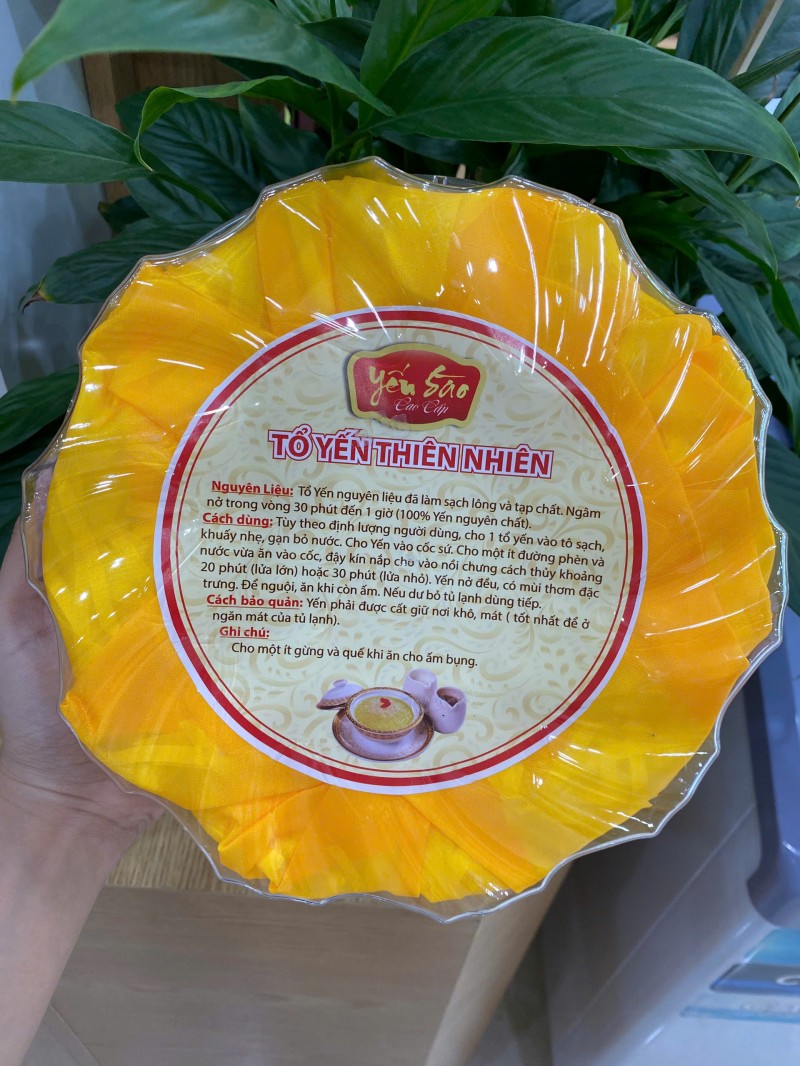 Yến Sào
Cao Cấp
TỔ YẾN THIÊN NHIÊN
Nguyên Liệu: Tổ Yến nguyên liệu đã làm sạch lông và tạp chất. Ngâm
nở trong vòng 30 phút đến 1 giờ (100% Yến nguyên chất).
Cách dùng: Tùy theo định lượng người dùng, cho 1 tổ yến vào tô sạch,
khuấy nhẹ, gạn bỏ nước. Cho Yến vào cốc sứ. Cho một ít đường phèn và
nước vừa ăn vào cốc, đậy kín nắp cho vào nồi chưng cách thủy khoảng
20 phút (lửa lớn) hoặc 30 phút (lửa nhỏ). Yến nở đều, có mùi thơm đặc
trưng. Để nguội, ăn khi còn ấm. Nếu dư bỏ tủ lạnh dùng tiếp.
Cách bảo quản: Yến phải được cất giữ nơi khô, mát ( tốt nhất để ở
ngăn mát của tủ lạnh).
Ghi chú:
Cho một ít gừng và quế khi ăn cho ấm bụng.